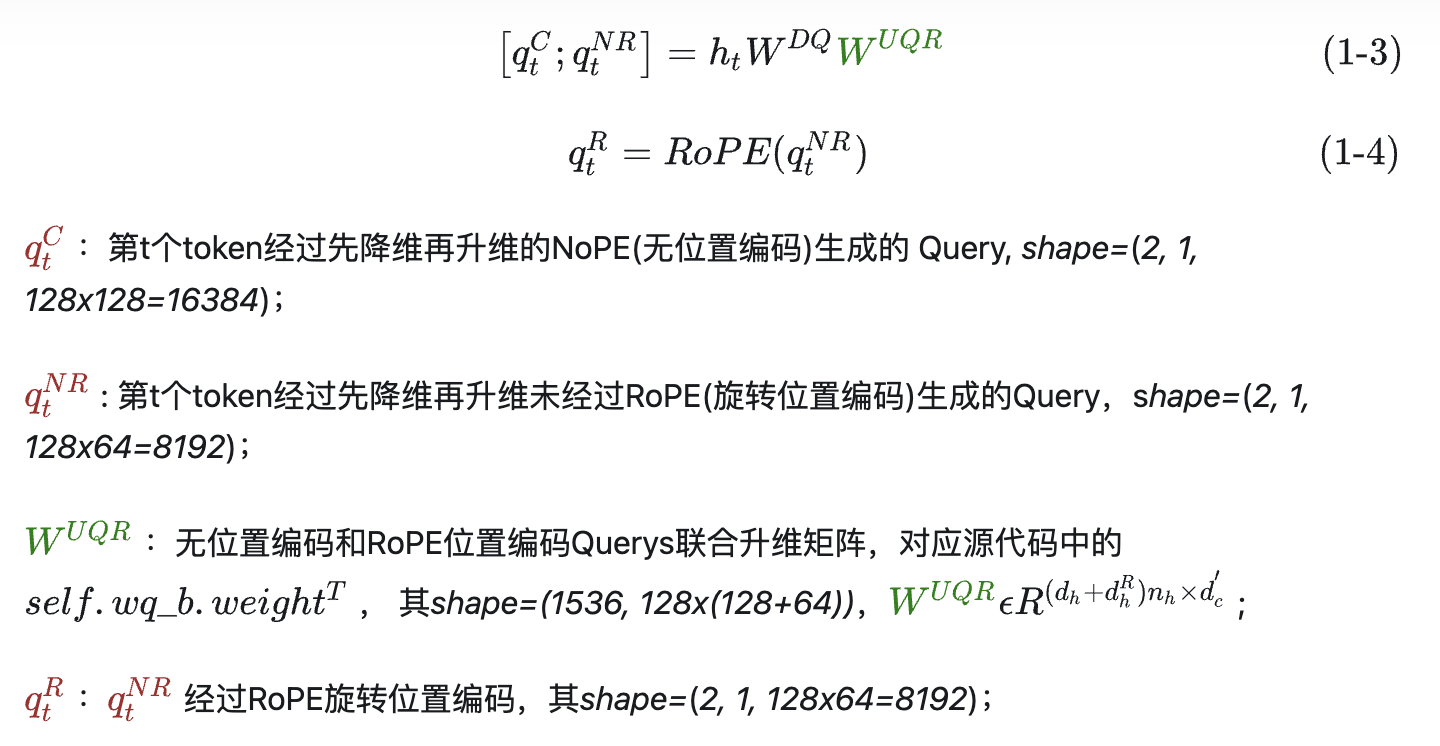 [q_t^C; q_t^{NR}] = h_t W^{DQ} W^{UQR} (1-3)
q_t^R = RoPE(q_t^{NR}) (1-4)
q_t^C : 第t个token经过先降维再升维的NoPE(无位置编码)生成的 Query, shape=(2, 1,
128x128=16384)；
q_t^{NR} : 第t个token经过先降维再升维未经过RoPE(旋转位置编码)生成的Query，shape=(2, 1,
128x64=8192)；
W^{UQR} : 无位置编码和RoPE位置编码Querys联合升维矩阵，对应源代码中的
self.wq_b.weight^T ， 其shape=(1536, 128x(128+64))，W^{UQR} ϵ R^{(d_h+d_h^R)n_h×d_c^'}；
q_t^R : q_t^{NR} 经过RoPE旋转位置编码，其shape=(2, 1, 128x64=8192)；